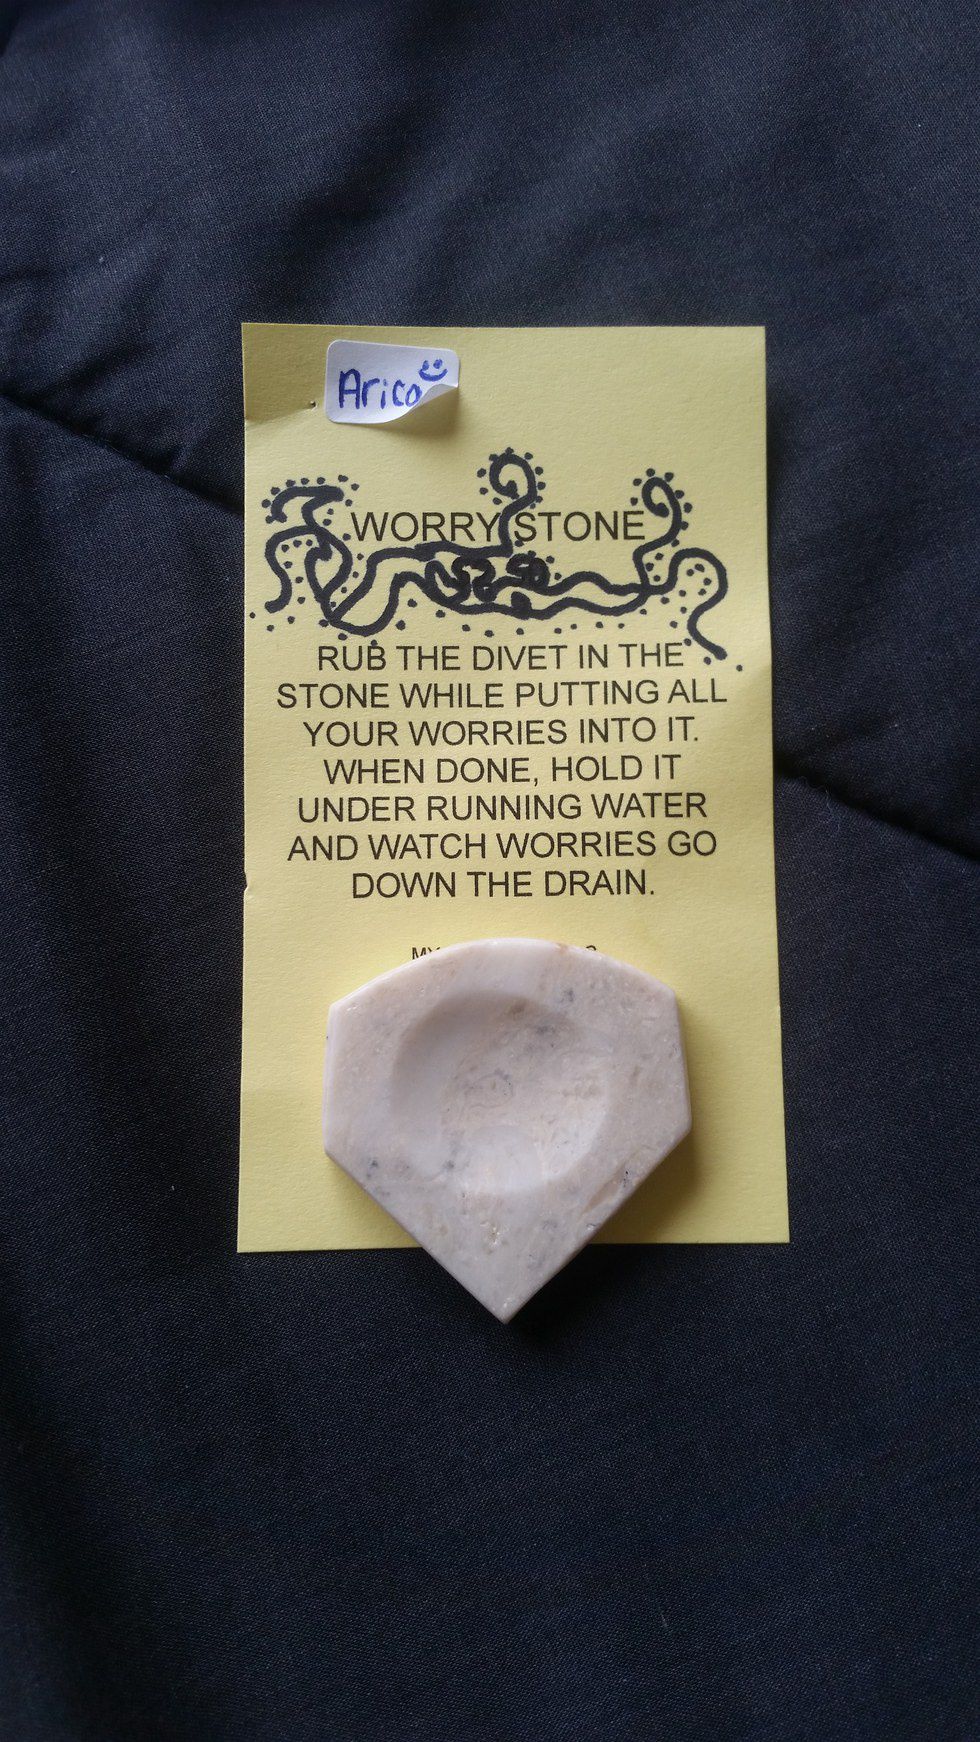 Arica
WORRY STONE
RUB THE DIVET IN THE
STONE WHILE PUTTING ALL
YOUR WORRIES INTO IT.
WHEN DONE, HOLD IT
UNDER RUNNING WATER
AND WATCH WORRIES GO
DOWN THE DRAIN.